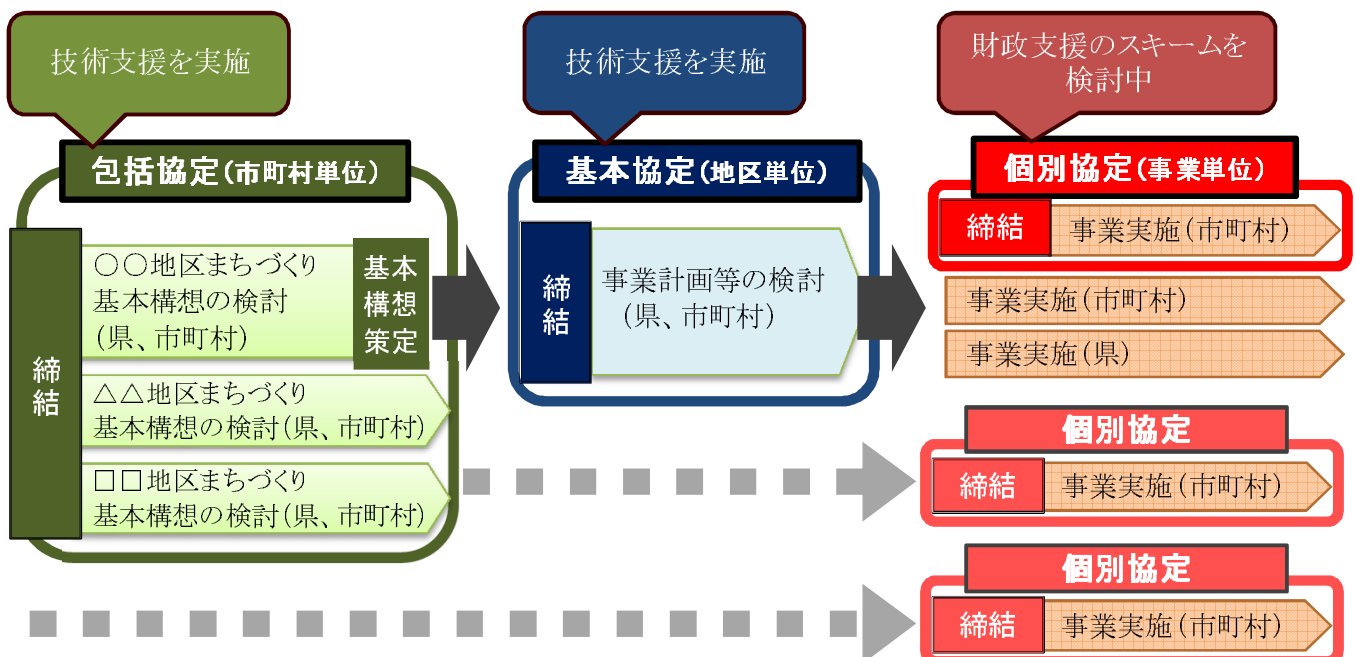 技術支援を実施
技術支援を実施
財政支援のスキームを
検討中
包括協定(市町村単位)
締結
○○地区まちづくり
基本構想の検討
(県、市町村)
基本
構想
策定
△△地区まちづくり
基本構想の検討(県、市町村)
□□地区まちづくり
基本構想の検討(県、市町村)
基本協定(地区単位)
締結
事業計画等の検討
(県、市町村)
個別協定(事業単位)
締結
事業実施(市町村)
事業実施(市町村)
事業実施(県)
個別協定
締結
事業実施(市町村)
個別協定
締結
事業実施(市町村)